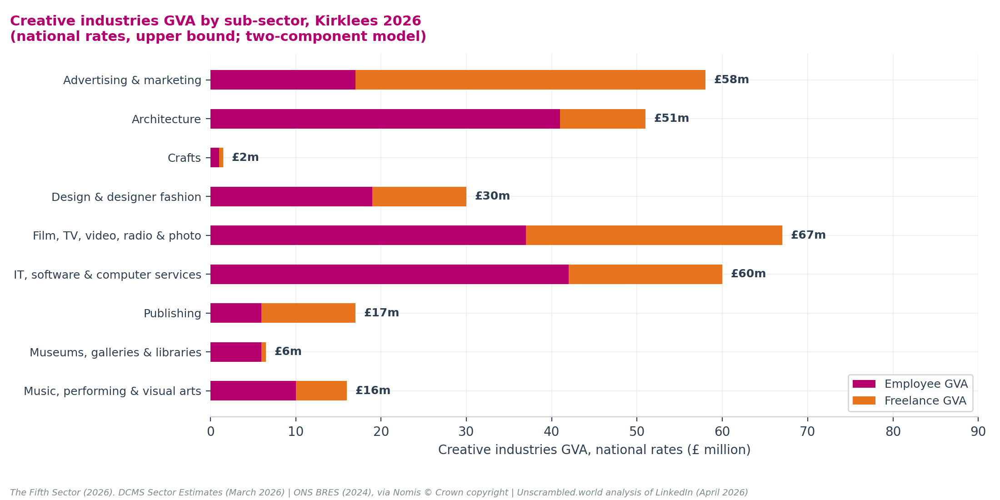 Creative industries GVA by sub-sector, Kirklees 2026
(national rates, upper bound; two-component model)
Advertising & marketing
£58m
Architecture
£51m
Crafts
£2m
Design & designer fashion
£30m
Film, TV, video, radio & photo
£67m
IT, software & computer services
£60m
Publishing
£17m
Museums, galleries & libraries
£6m
Music, performing & visual arts
£16m
Employee GVA
Freelance GVA
0 10 20 30 40 50 60 70 80 90
Creative industries GVA, national rates (£ million)
The Fifth Sector (2026). DCMS Sector Estimates (March 2026) | ONS BRES (2024), via Nomis © Crown copyright | Unscrambled.world analysis of LinkedIn (April 2026)